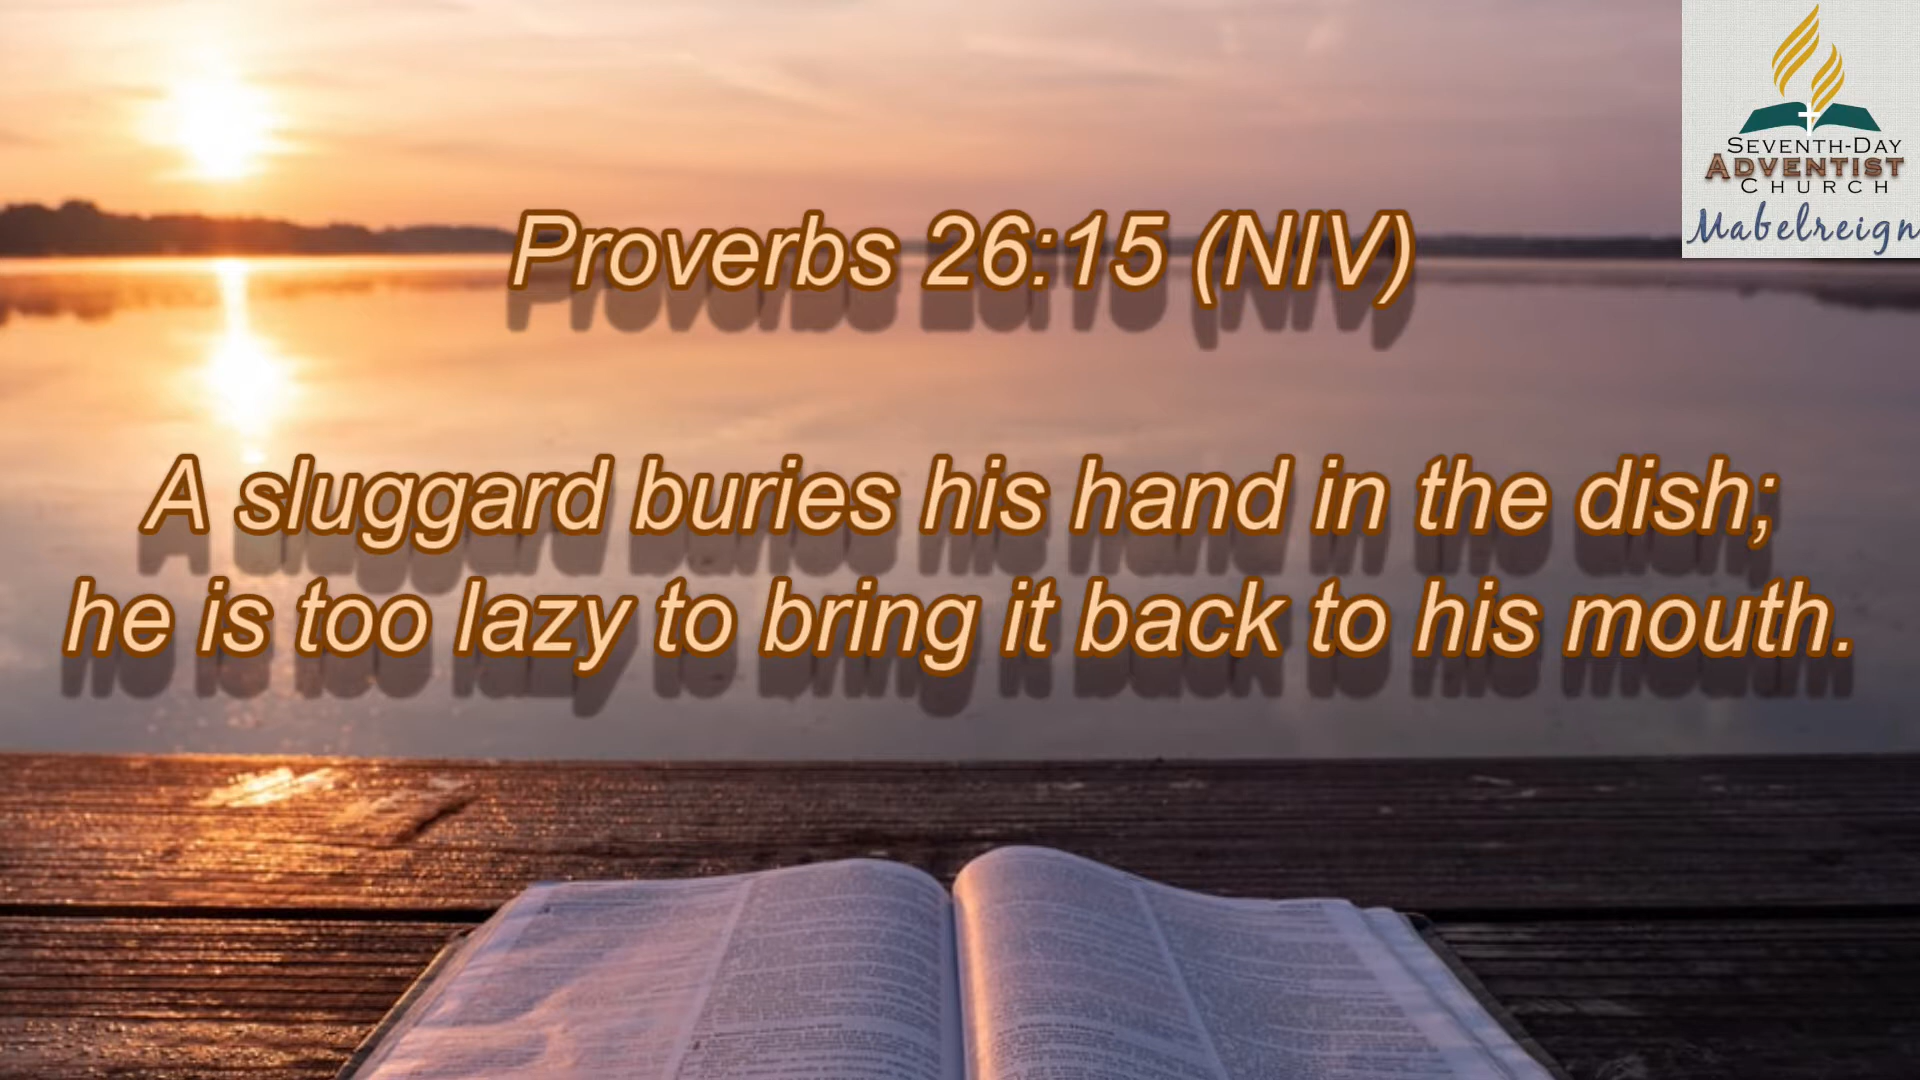 SEVENTH-DAY
ADVENTIST
CHURCH
Mabelreign
Proverbs 26:15 (NIV)
A sluggard buries his hand in the dish;
he is too lazy to bring it back to his mouth.